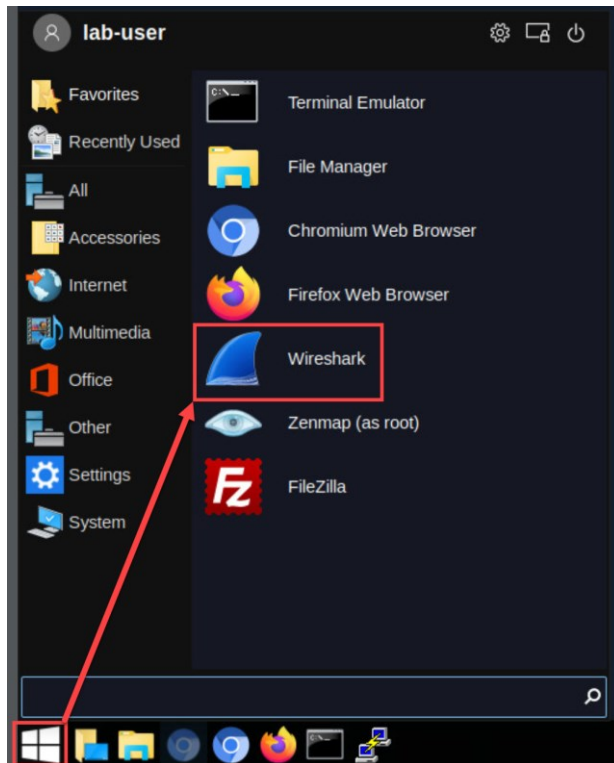 lab-user
Favorites
Recently Used
All
Accessories
Internet
Multimedia
Office
Other
Settings
System
C:\_
Terminal Emulator
File Manager
Chromium Web Browser
Firefox Web Browser
Wireshark
Zenmap (as root)
Fz
FileZilla